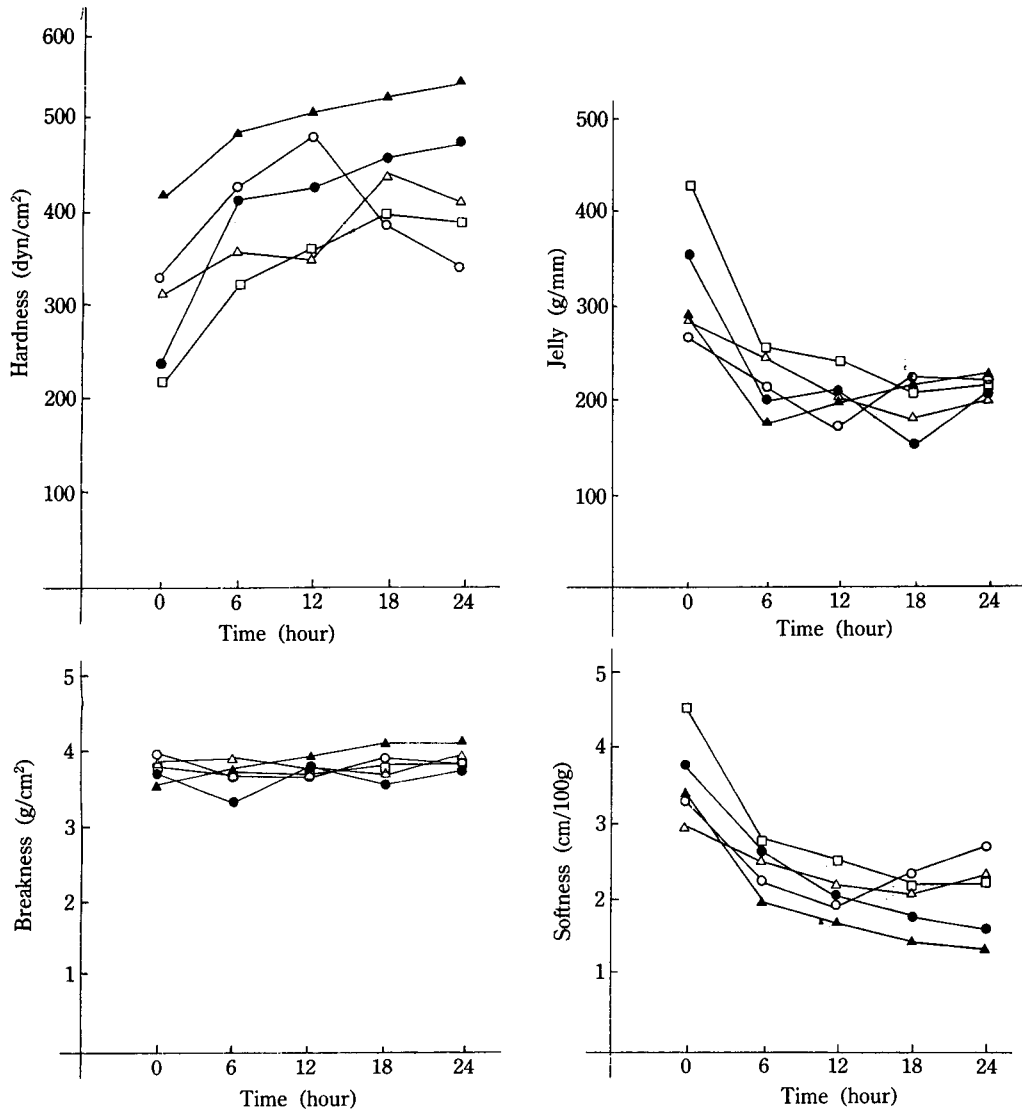 600
500
400
300
200
100
Hardness (dyn/cm²)
0 6 12 18 24
Time (hour)
500
400
300
200
100
Jelly (g/mm)
0 6 12 18 24
Time (hour)
5
4
3
2
1
Breakness (g/cm²)
0 6 12 18 24
Time (hour)
5
4
3
2
1
Softness (cm/100g)
0 6 12 18 24
Time (hour)